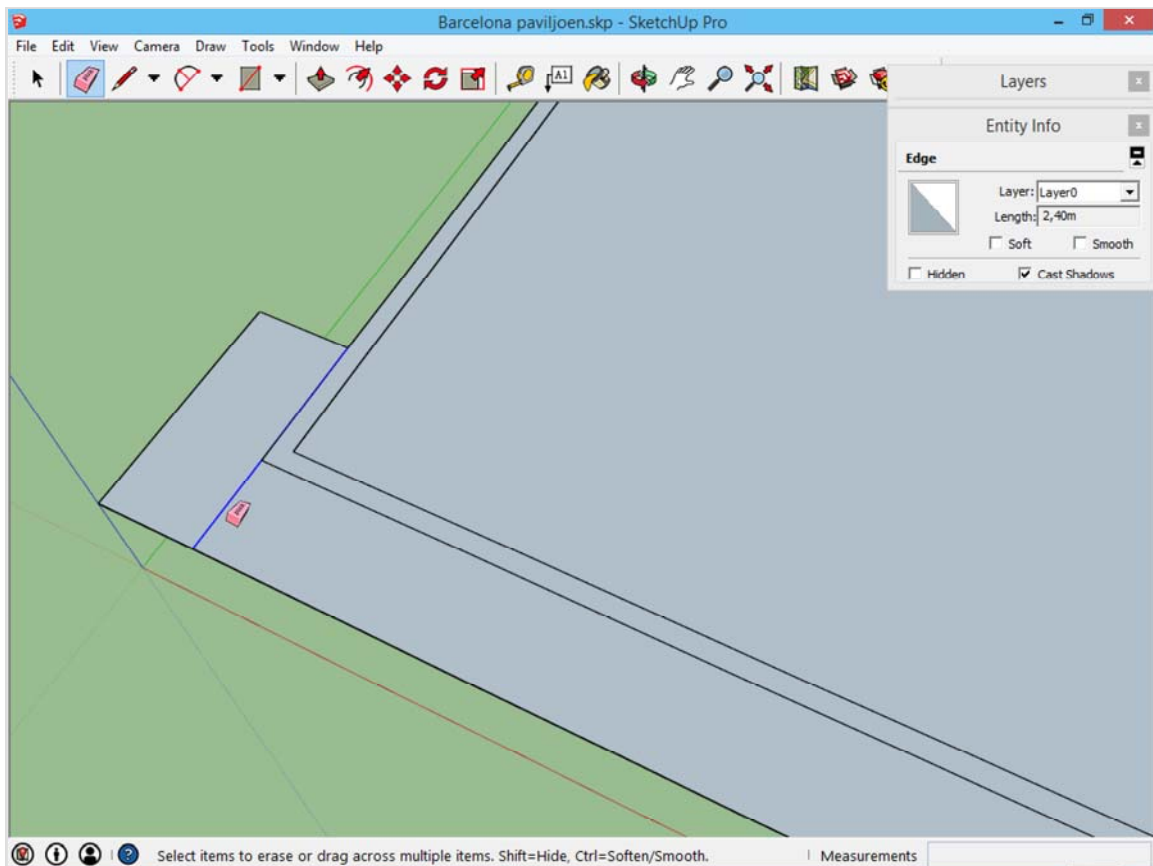 Barcelona paviljoen.skp - SketchUp Pro
File Edit View Camera Draw Tools Window Help
A1
Layers
Entity Info
Edge
Layer: Layer0
Length: 2,40m
Soft Smooth
Hidden Cast Shadows
Select items to erase or drag across multiple items. Shift=Hide, Ctrl=Soften/Smooth. Measurements